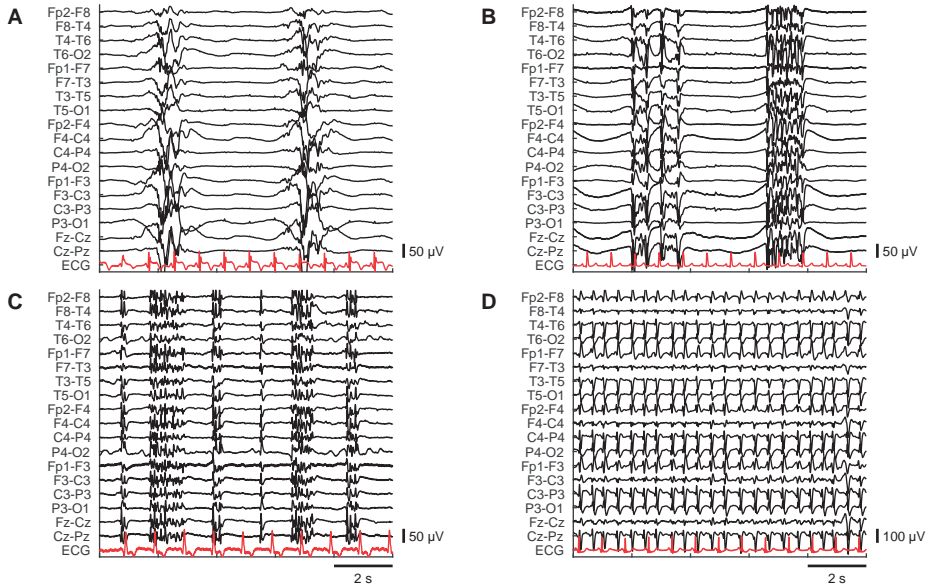 A
Fp2-F8
F8-T4
T4-T6
T6-O2
Fp1-F7
F7-T3
T3-T5
T5-O1
Fp2-F4
F4-C4
C4-P4
P4-O2
Fp1-F3
F3-C3
C3-P3
P3-O1
Fz-Cz
Cz-Pz
ECG
50 µV
B
Fp2-F8
F8-T4
T4-T6
T6-O2
Fp1-F7
F7-T3
T3-T5
T5-O1
Fp2-F4
F4-C4
C4-P4
P4-O2
Fp1-F3
F3-C3
C3-P3
P3-O1
Fz-Cz
Cz-Pz
ECG
50 µV
C
Fp2-F8
F8-T4
T4-T6
T6-O2
Fp1-F7
F7-T3
T3-T5
T5-O1
Fp2-F4
F4-C4
C4-P4
P4-O2
Fp1-F3
F3-C3
C3-P3
P3-O1
Fz-Cz
Cz-Pz
ECG
50 µV
2 s
D
Fp2-F8
F8-T4
T4-T6
T6-O2
Fp1-F7
F7-T3
T3-T5
T5-O1
Fp2-F4
F4-C4
C4-P4
P4-O2
Fp1-F3
F3-C3
C3-P3
P3-O1
Fz-Cz
Cz-Pz
ECG
100 µV
2 s